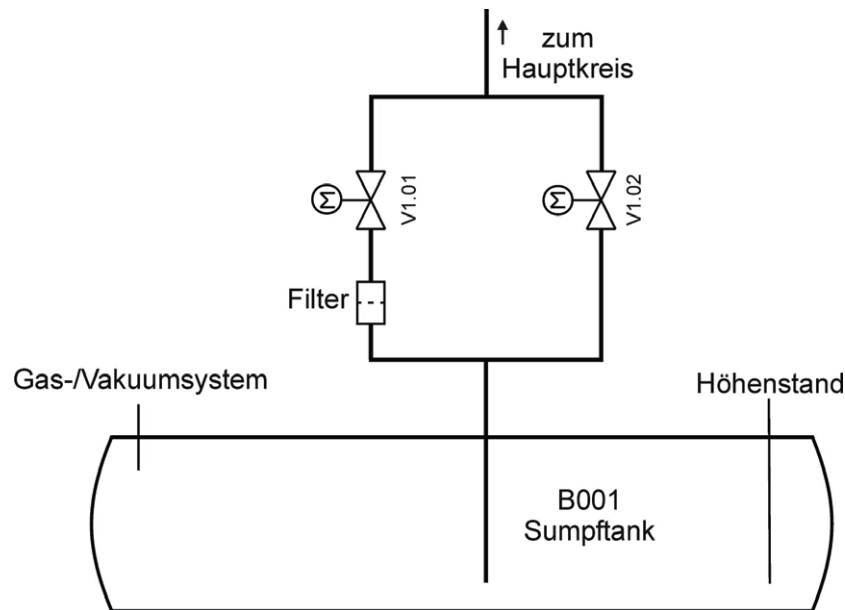 zum
Hauptkreis
Σ
V1.01
Σ
V1.02
Filter
Gas-/Vakuumsystem
Höhenstand
B001
Sumpftank